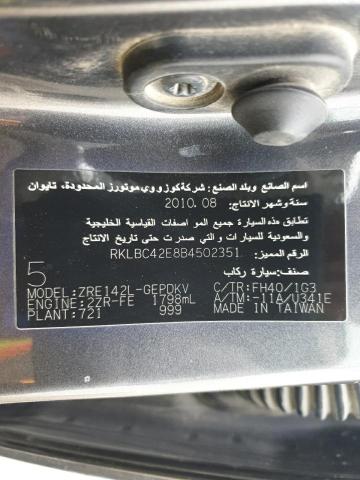 اسم الصانع وبلد الصنع: شركة كوزووي موتورز المحدودة، تايوان
سنة وشهر الانتاج: 2010.08
تطابق هذه السيارة جميع المواصفات القياسية الخليجية
والسعودية للسيارات والتي صدرت حتى تاريخ الانتاج
الرقم المميز: RKLBC42E8B4502351
صنف: سيارة ركاب
5
MODEL:ZRE142L-GEPDKV C/TR:FH40/1G3
ENGINE:2ZR-FE 1798mL A/TM:-11A/U341E
PLANT:721 999 MADE IN TAIWAN